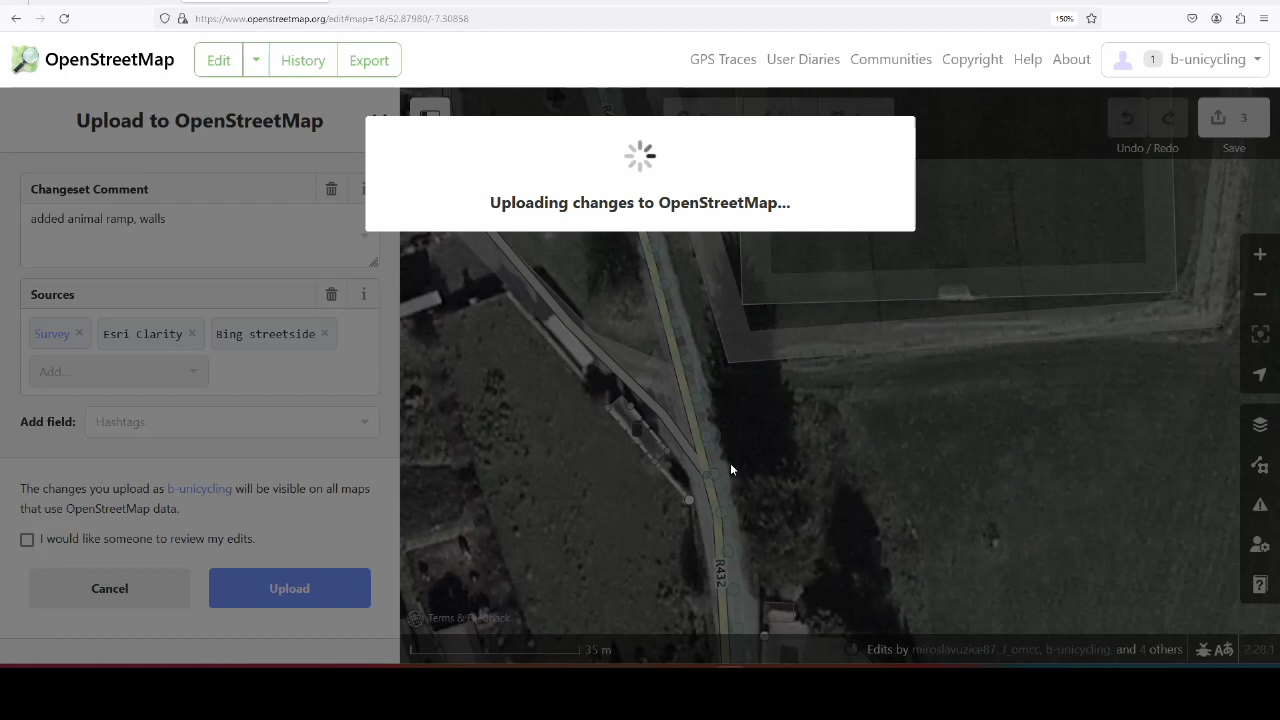 https://www.openstreetmap.org/edit#map=18/52.87980/-7.30858
150%
OpenStreetMap
Edit
History
Export
GPS Traces
User Diaries
Communities
Copyright
Help
About
1
b-unicycling
Upload to OpenStreetMap
3
Undo / Redo
Save
Uploading changes to OpenStreetMap...
Changeset Comment
added animal ramp, walls
Sources
Survey
Esri Clarity
Bing streetside
Add...
Add field:
Hashtags
The changes you upload as b-unicycling will be visible on all maps
that use OpenStreetMap data.
I would like someone to review my edits.
Cancel
Upload
R432
Terms & Feedback
35 m
Edits by miroslavuzice87, J_omcc, b-unicycling, and 4 others
2.28.1